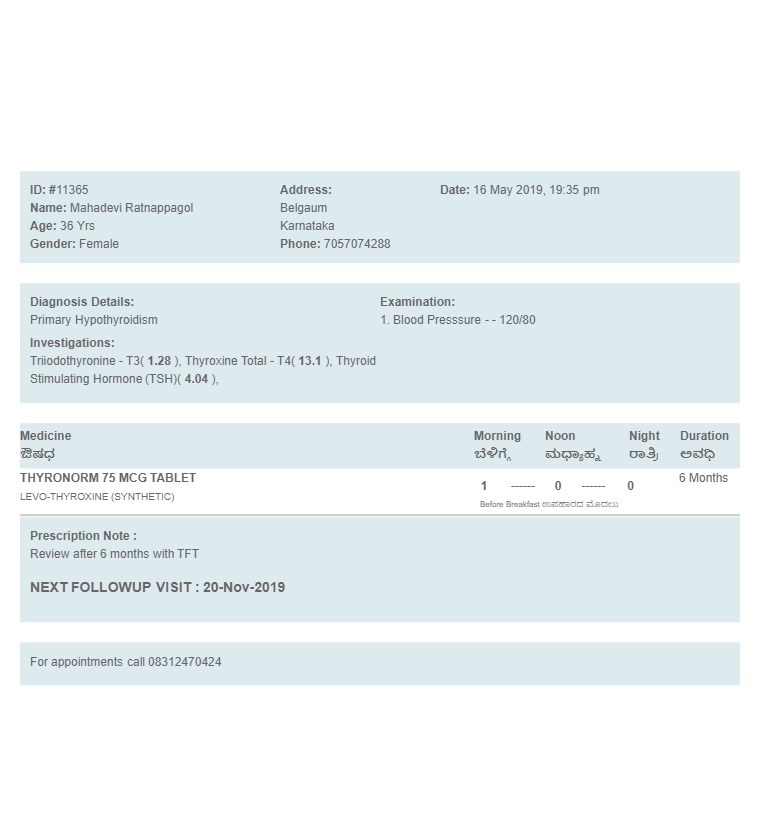 ID: #11365
Name: Mahadevi Ratnappagol
Age: 36 Yrs
Gender: Female
Address:
Belgaum
Karnataka
Phone: 7057074288
Date: 16 May 2019, 19:35 pm
Diagnosis Details:
Primary Hypothyroidism
Examination:
1. Blood Presssure - - 120/80
Investigations:
Triiodothyronine - T3( 1.28 ), Thyroxine Total - T4( 13.1 ), Thyroid
Stimulating Hormone (TSH)( 4.04 ),
Medicine Morning Noon Night Duration
ಔಷಧ ಬೆಳಿಗ್ಗೆ ಮಧ್ಯಾಹ್ನ ರಾತ್ರಿ ಅವಧಿ
THYRONORM 75 MCG TABLET 6 Months
LEVO-THYROXINE (SYNTHETIC)
1 ------ 0 ------ 0
Before Breakfast ಉಪಹಾರದ ಮೊದಲು
Prescription Note :
Review after 6 months with TFT
NEXT FOLLOWUP VISIT : 20-Nov-2019
For appointments call 08312470424